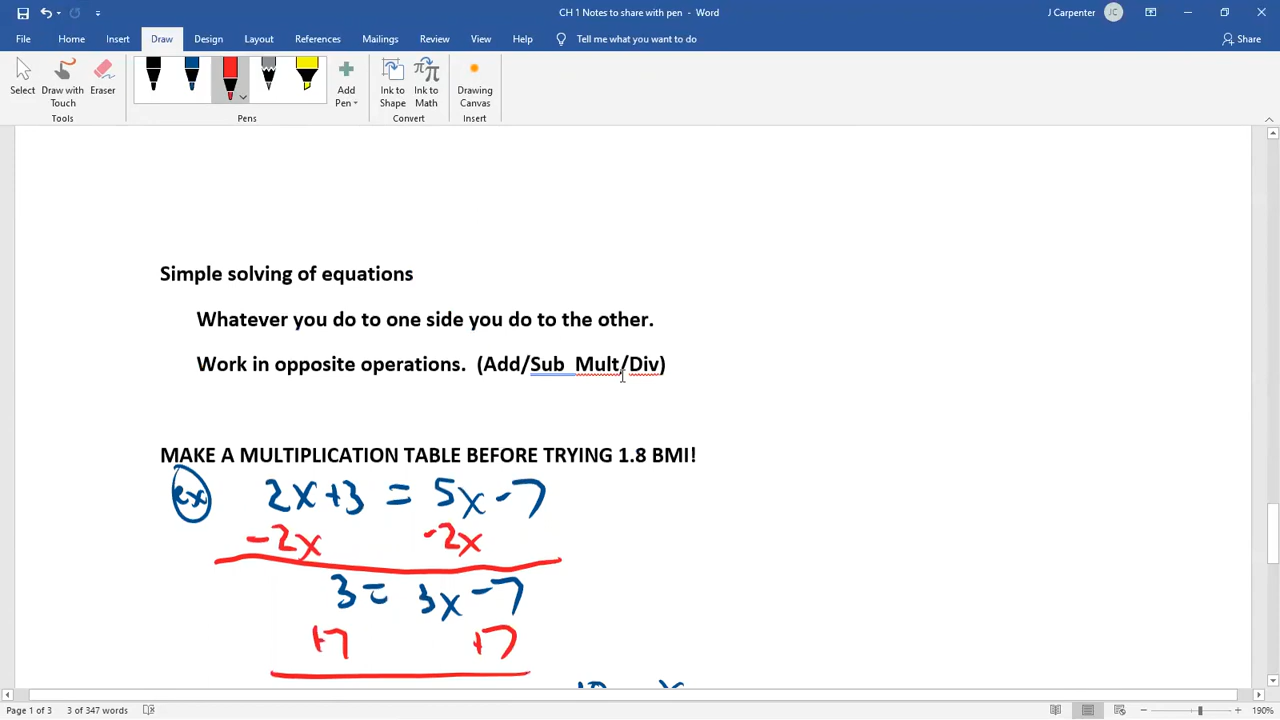 CH 1 Notes to share with pen - Word
J Carpenter JC
File Home Insert Draw Design Layout References Mailings Review View Help Tell me what you want to do Share
Select Draw with Touch Eraser Add Pen Ink to Shape Ink to Math Drawing Canvas
Tools Pens Convert Insert
Simple solving of equations
Whatever you do to one side you do to the other.
Work in opposite operations. (Add/Sub Mult/Div)
MAKE A MULTIPLICATION TABLE BEFORE TRYING 1.8 BMI!
ex 2x+3 = 5x-7
-2x -2x
3 = 3x-7
+7 +7
Page 1 of 3 3 of 347 words 190%